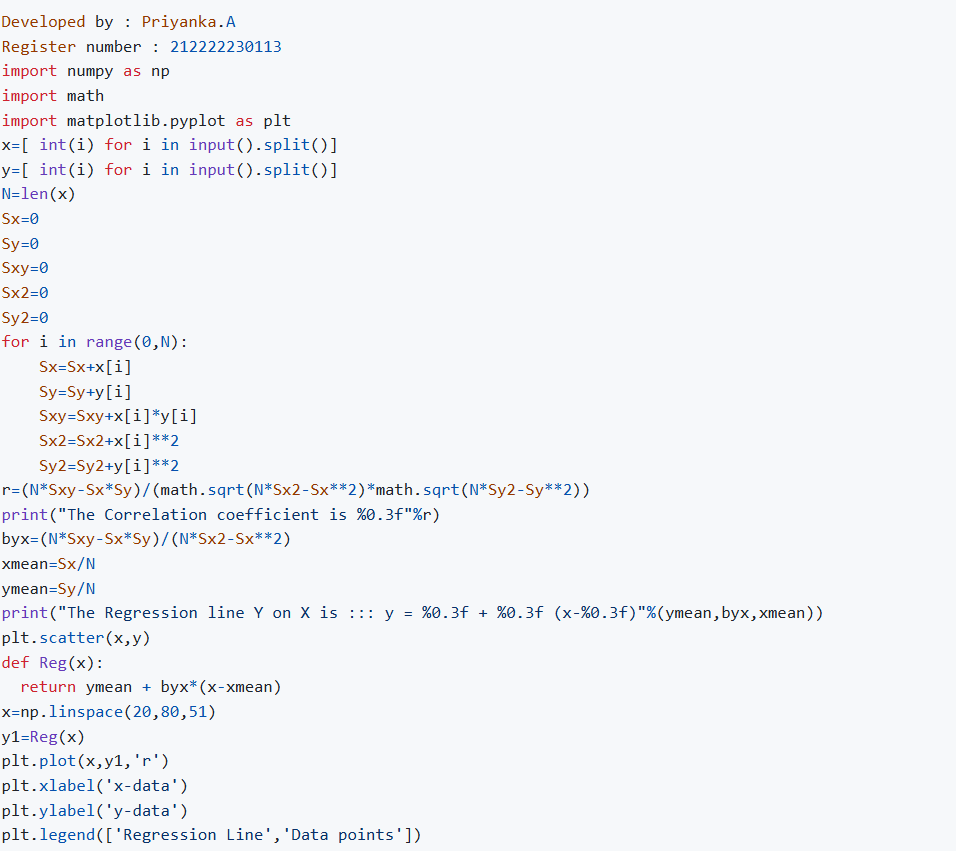 Developed by : Priyanka.A
Register number : 212222230113
import numpy as np
import math
import matplotlib.pyplot as plt
x=[ int(i) for i in input().split()]
y=[ int(i) for i in input().split()]
N=len(x)
Sx=0
Sy=0
Sxy=0
Sx2=0
Sy2=0
for i in range(0,N):
    Sx=Sx+x[i]
    Sy=Sy+y[i]
    Sxy=Sxy+x[i]*y[i]
    Sx2=Sx2+x[i]**2
    Sy2=Sy2+y[i]**2
r=(N*Sxy-Sx*Sy)/(math.sqrt(N*Sx2-Sx**2)*math.sqrt(N*Sy2-Sy**2))
print("The Correlation coefficient is %0.3f"%r)
byx=(N*Sxy-Sx*Sy)/(N*Sx2-Sx**2)
xmean=Sx/N
ymean=Sy/N
print("The Regression line Y on X is ::: y = %0.3f + %0.3f (x-%0.3f)"%(ymean,byx,xmean))
plt.scatter(x,y)
def Reg(x):
  return ymean + byx*(x-xmean)
x=np.linspace(20,80,51)
y1=Reg(x)
plt.plot(x,y1,'r')
plt.xlabel('x-data')
plt.ylabel('y-data')
plt.legend(['Regression Line','Data points'])